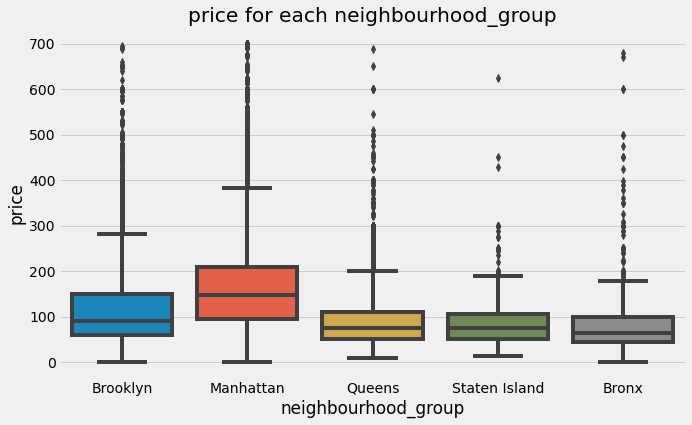 price for each neighbourhood_group
700
600
500
400
300
200
100
0
price
Brooklyn Manhattan Queens Staten Island Bronx
neighbourhood_group